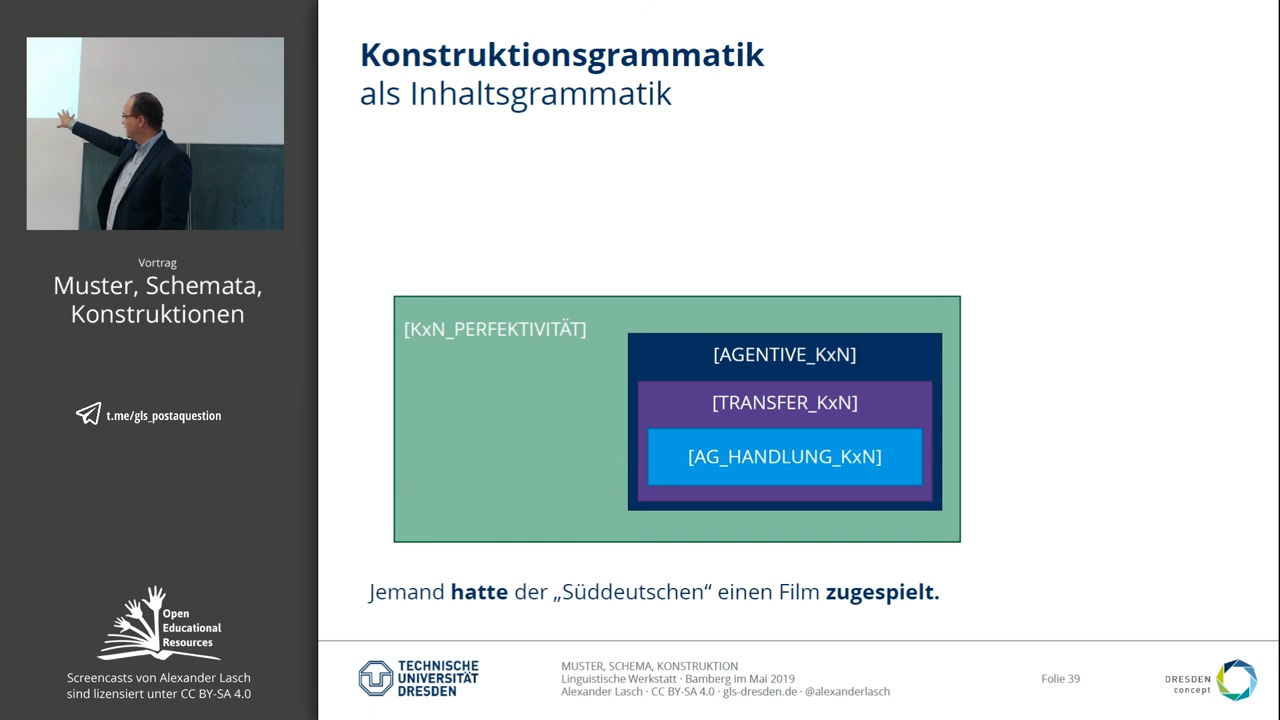 Konstruktionsgrammatik
als Inhaltsgrammatik
Vortrag
Muster, Schemata,
Konstruktionen
t.me/gls_postaquestion
[KxN_PERFEKTIVITÄT]
[AGENTIVE_KxN]
[TRANSFER_KxN]
[AG_HANDLUNG_KxN]
Jemand hatte der „Süddeutschen“ einen Film zugespielt.
Open
Educational
Resources
Screencasts von Alexander Lasch
sind lizensiert unter CC BY-SA 4.0
TECHNISCHE
UNIVERSITÄT
DRESDEN
MUSTER, SCHEMA, KONSTRUKTION
Linguistische Werkstatt · Bamberg im Mai 2019
Alexander Lasch · CC BY-SA 4.0 · gls-dresden.de · @alexanderlasch
Folie 39
DRESDEN
concept